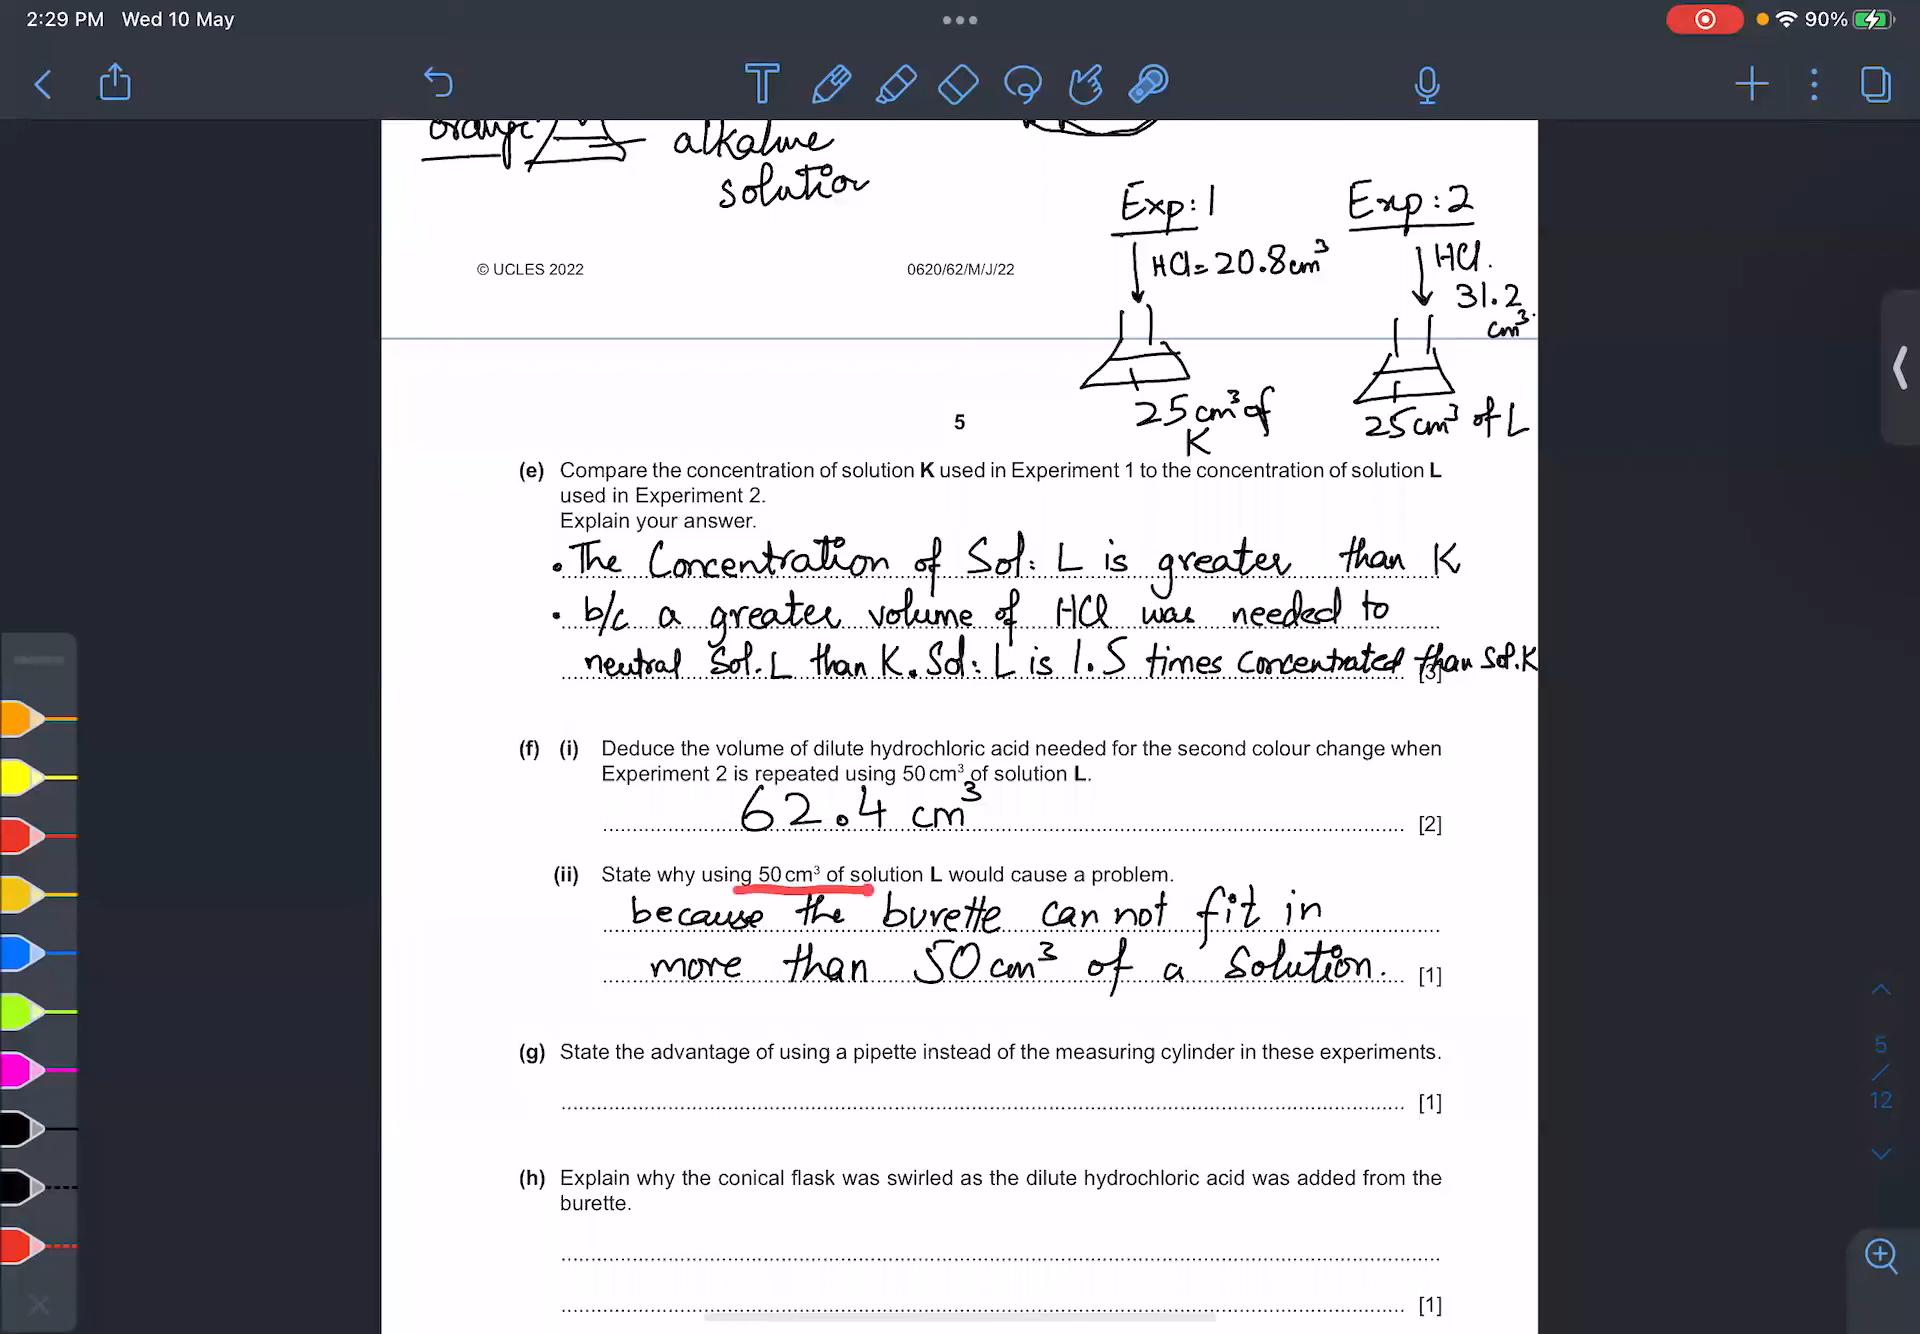 2:29 PM Wed 10 May
90%
orange
alkaline
solution
Exp:1
Exp:2
HCl=20.8cm³
HCl.
31.2
cm³.
© UCLES 2022
0620/62/M/J/22
25cm³ of
K
25cm³ of L
5
(e) Compare the concentration of solution K used in Experiment 1 to the concentration of solution L
used in Experiment 2.
Explain your answer.
• The Concentration of Sol: L is greater than K
• b/c a greater volume of HCl was needed to
neutral Sol.L than K. Sol: L is 1.5 times Concentrated than Sol.K
[3]
(f) (i) Deduce the volume of dilute hydrochloric acid needed for the second colour change when
Experiment 2 is repeated using 50 cm³ of solution L.
62.4 cm³
[2]
(ii) State why using 50 cm³ of solution L would cause a problem.
because the burette can not fit in
more than 50cm³ of a Solution. [1]
(g) State the advantage of using a pipette instead of the measuring cylinder in these experiments.
[1]
(h) Explain why the conical flask was swirled as the dilute hydrochloric acid was added from the
burette.
[1]
5
/
12